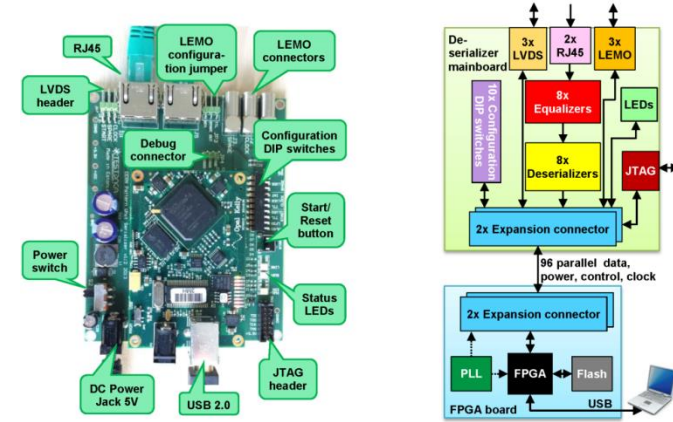 RJ45
LEMO
configura-
tion jumper
LEMO
connectors
LVDS
header
Debug
connector
Configuration
DIP switches
Start/
Reset
button
Power
switch
Status
LEDs
DC Power
Jack 5V
USB 2.0
JTAG
header
Opal Kelly
De-
serializer
mainboard
3x
LVDS
2x
RJ45
3x
LEMO
10x Configuration
DIP switches
8x
Equalizers
LEDs
8x
Deserializers
JTAG
2x Expansion connector
96 parallel data,
power, control, clock
2x Expansion connector
PLL
FPGA
Flash
FPGA board
USB